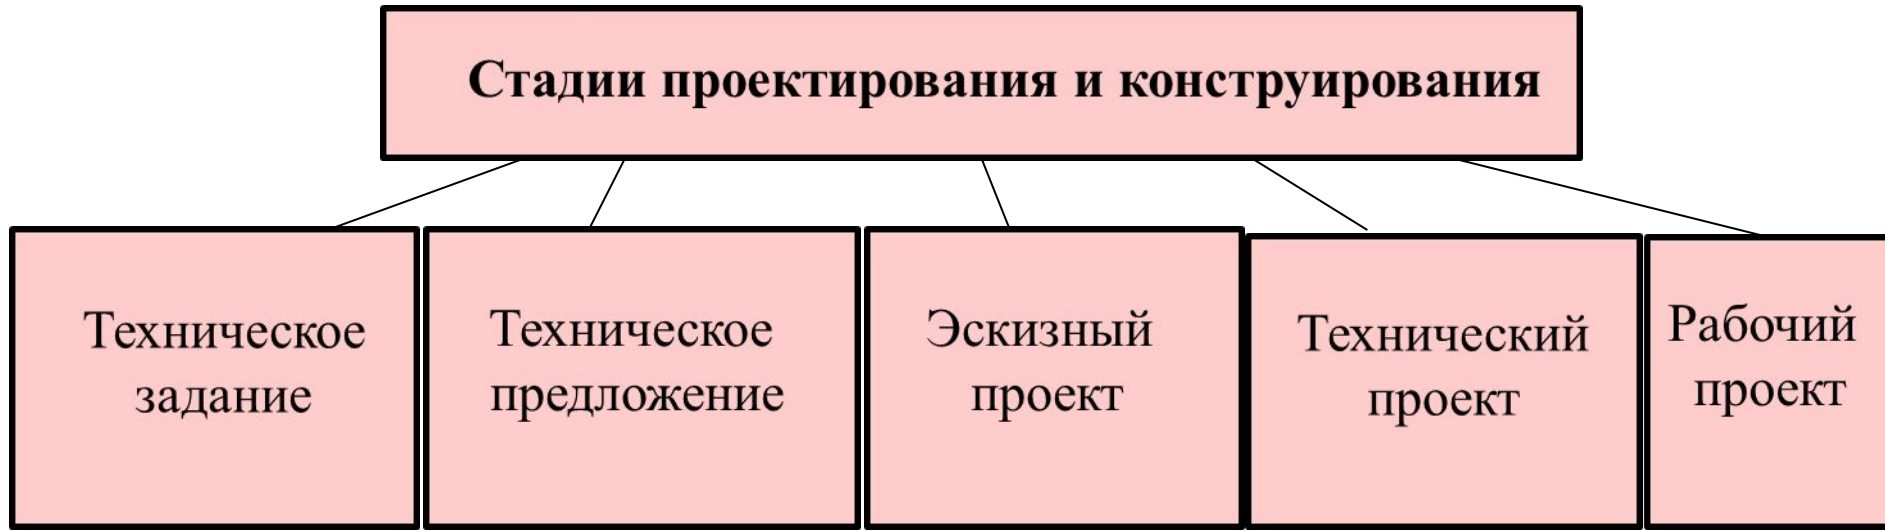 Стадии проектирования и конструирования
Техническое
задание
Техническое
предложение
Эскизный
проект
Технический
проект
Рабочий
проект